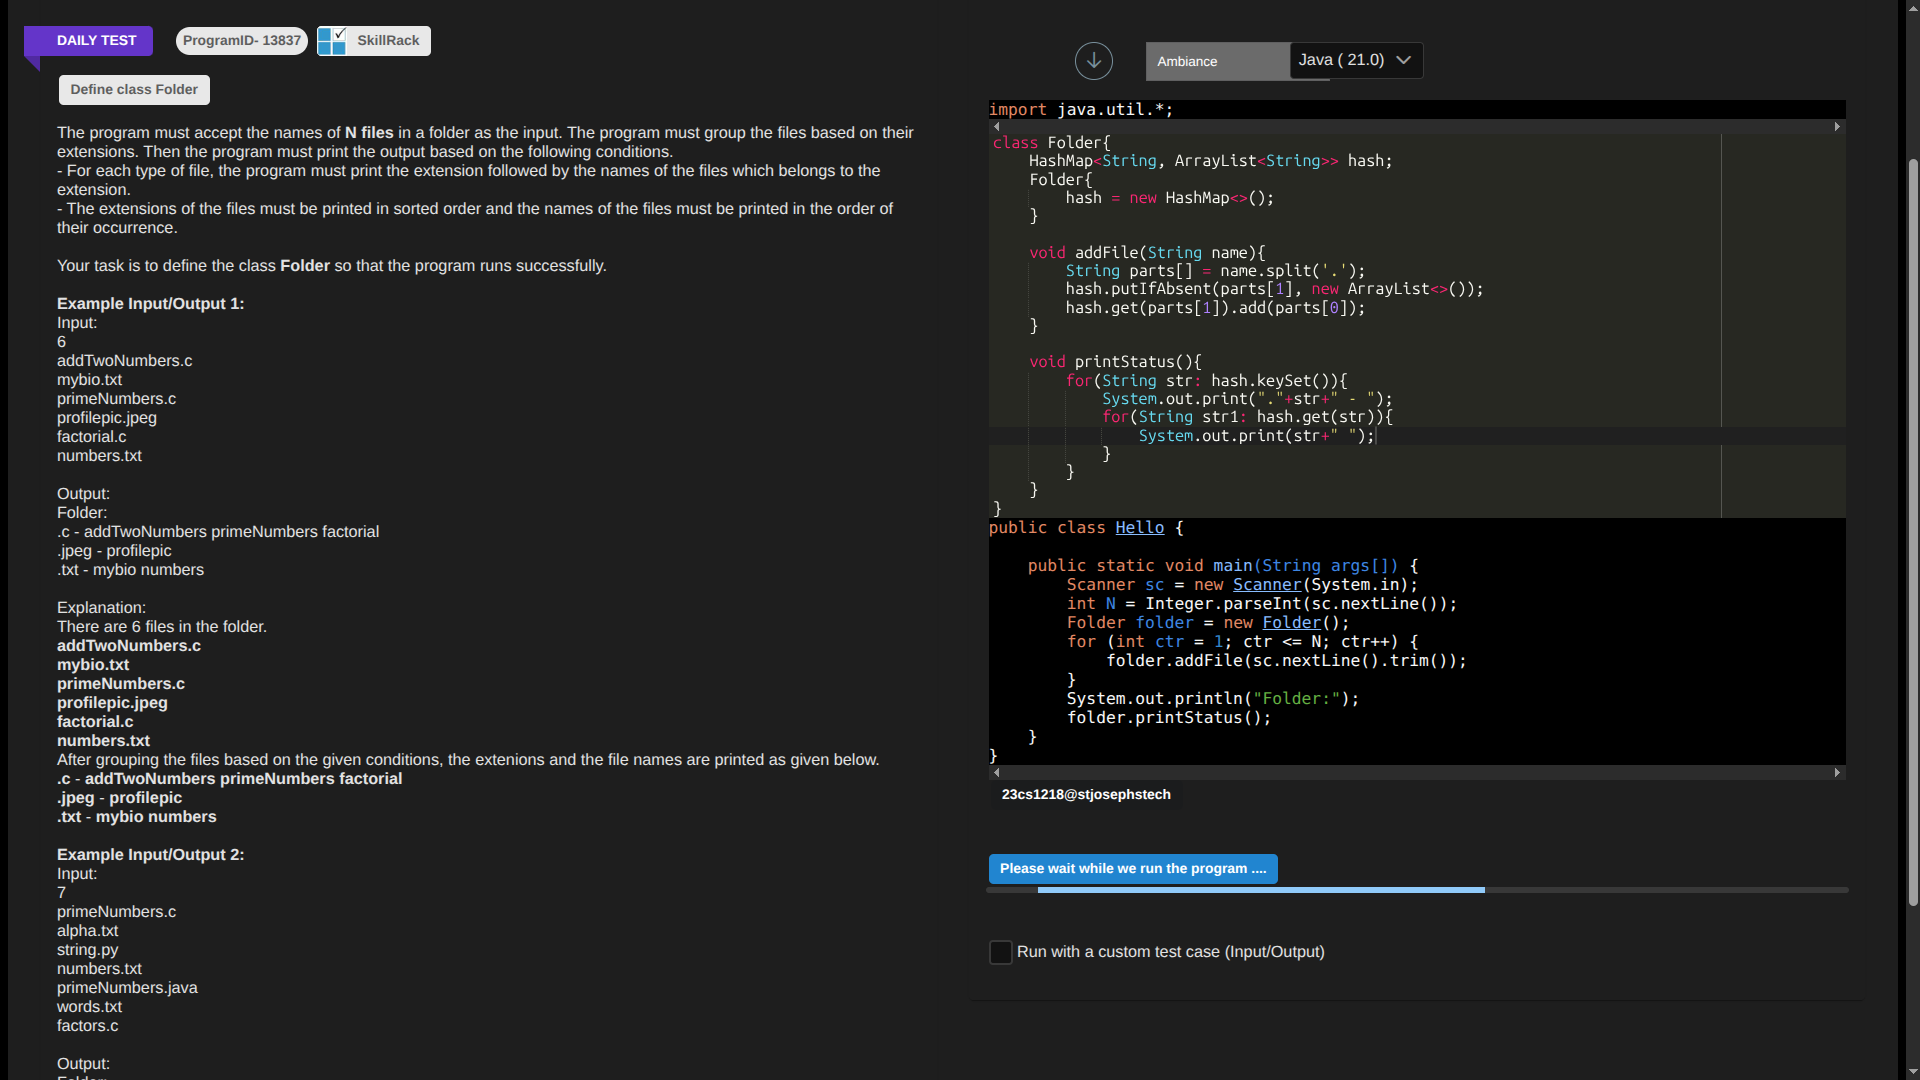 DAILY TEST
ProgramID- 13837
SkillRack
Define class Folder
The program must accept the names of N files in a folder as the input. The program must group the files based on their
extensions. Then the program must print the output based on the following conditions.
- For each type of file, the program must print the extension followed by the names of the files which belongs to the
extension.
- The extensions of the files must be printed in sorted order and the names of the files must be printed in the order of
their occurrence.
Your task is to define the class Folder so that the program runs successfully.
Example Input/Output 1:
Input:
6
addTwoNumbers.c
mybio.txt
primeNumbers.c
profilepic.jpeg
factorial.c
numbers.txt
Output:
Folder:
.c - addTwoNumbers primeNumbers factorial
.jpeg - profilepic
.txt - mybio numbers
Explanation:
There are 6 files in the folder.
addTwoNumbers.c
mybio.txt
primeNumbers.c
profilepic.jpeg
factorial.c
numbers.txt
After grouping the files based on the given conditions, the extenions and the file names are printed as given below.
.c - addTwoNumbers primeNumbers factorial
.jpeg - profilepic
.txt - mybio numbers
Example Input/Output 2:
Input:
7
primeNumbers.c
alpha.txt
string.py
numbers.txt
primeNumbers.java
words.txt
factors.c
Output:
Ambiance
Java ( 21.0)
import java.util.*;
class Folder{
    HashMap<String, ArrayList<String>> hash;
    Folder{
        hash = new HashMap<>();
    }
    void addFile(String name){
        String parts[] = name.split('.');
        hash.putIfAbsent(parts[1], new ArrayList<>());
        hash.get(parts[1]).add(parts[0]);
    }
    void printStatus(){
        for(String str: hash.keySet()){
            System.out.print("."+str+" - ");
            for(String str1: hash.get(str)){
                System.out.print(str+" ");
            }
        }
    }
}
public class Hello {
    public static void main(String args[]) {
        Scanner sc = new Scanner(System.in);
        int N = Integer.parseInt(sc.nextLine());
        Folder folder = new Folder();
        for (int ctr = 1; ctr <= N; ctr++) {
            folder.addFile(sc.nextLine().trim());
        }
        System.out.println("Folder:");
        folder.printStatus();
    }
}
23cs1218@stjosephstech
Please wait while we run the program ....
Run with a custom test case (Input/Output)